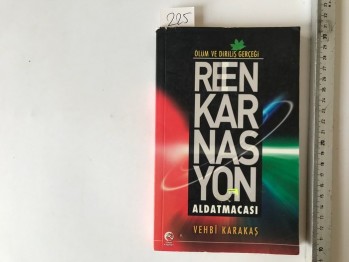 225
ÖLÜM VE DİRİLİŞ GERÇEĞİ
REEN
KAR
NAS
YON
ALDATMACASI
VEHBİ KARAKAŞ